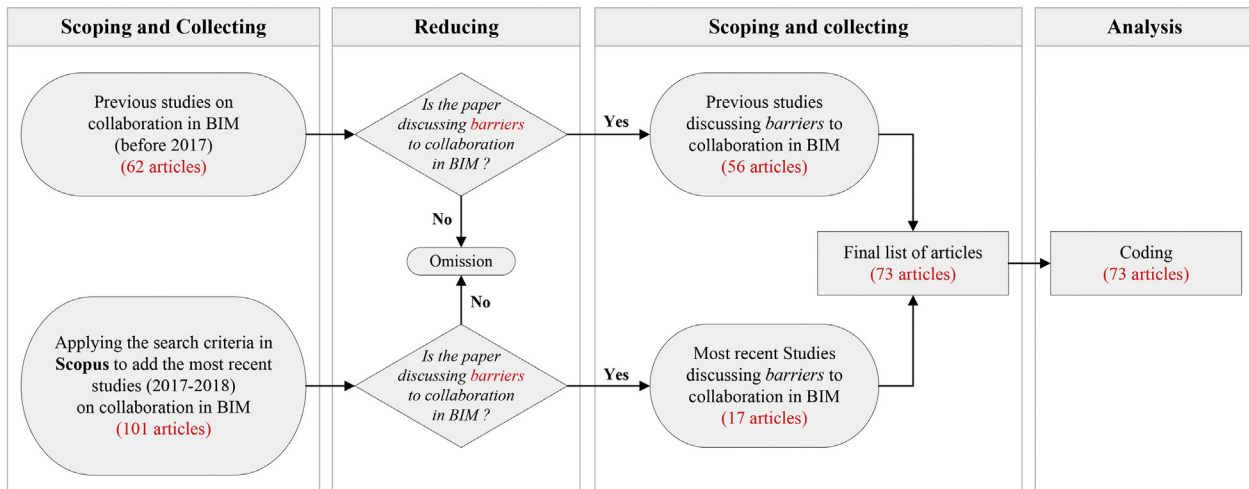 Scoping and Collecting
Reducing
Scoping and collecting
Analysis
Previous studies on
collaboration in BIM
(before 2017)
(62 articles)
Is the paper
discussing barriers
to collaboration
in BIM ?
Yes
Previous studies
discussing barriers to
collaboration in BIM
(56 articles)
No
Omission
No
Final list of articles
(73 articles)
Coding
(73 articles)
Applying the search criteria in
Scopus to add the most recent
studies (2017-2018)
on collaboration in BIM
(101 articles)
Is the paper
discussing barriers
to collaboration
in BIM ?
Yes
Most recent Studies
discussing barriers to
collaboration in BIM
(17 articles)